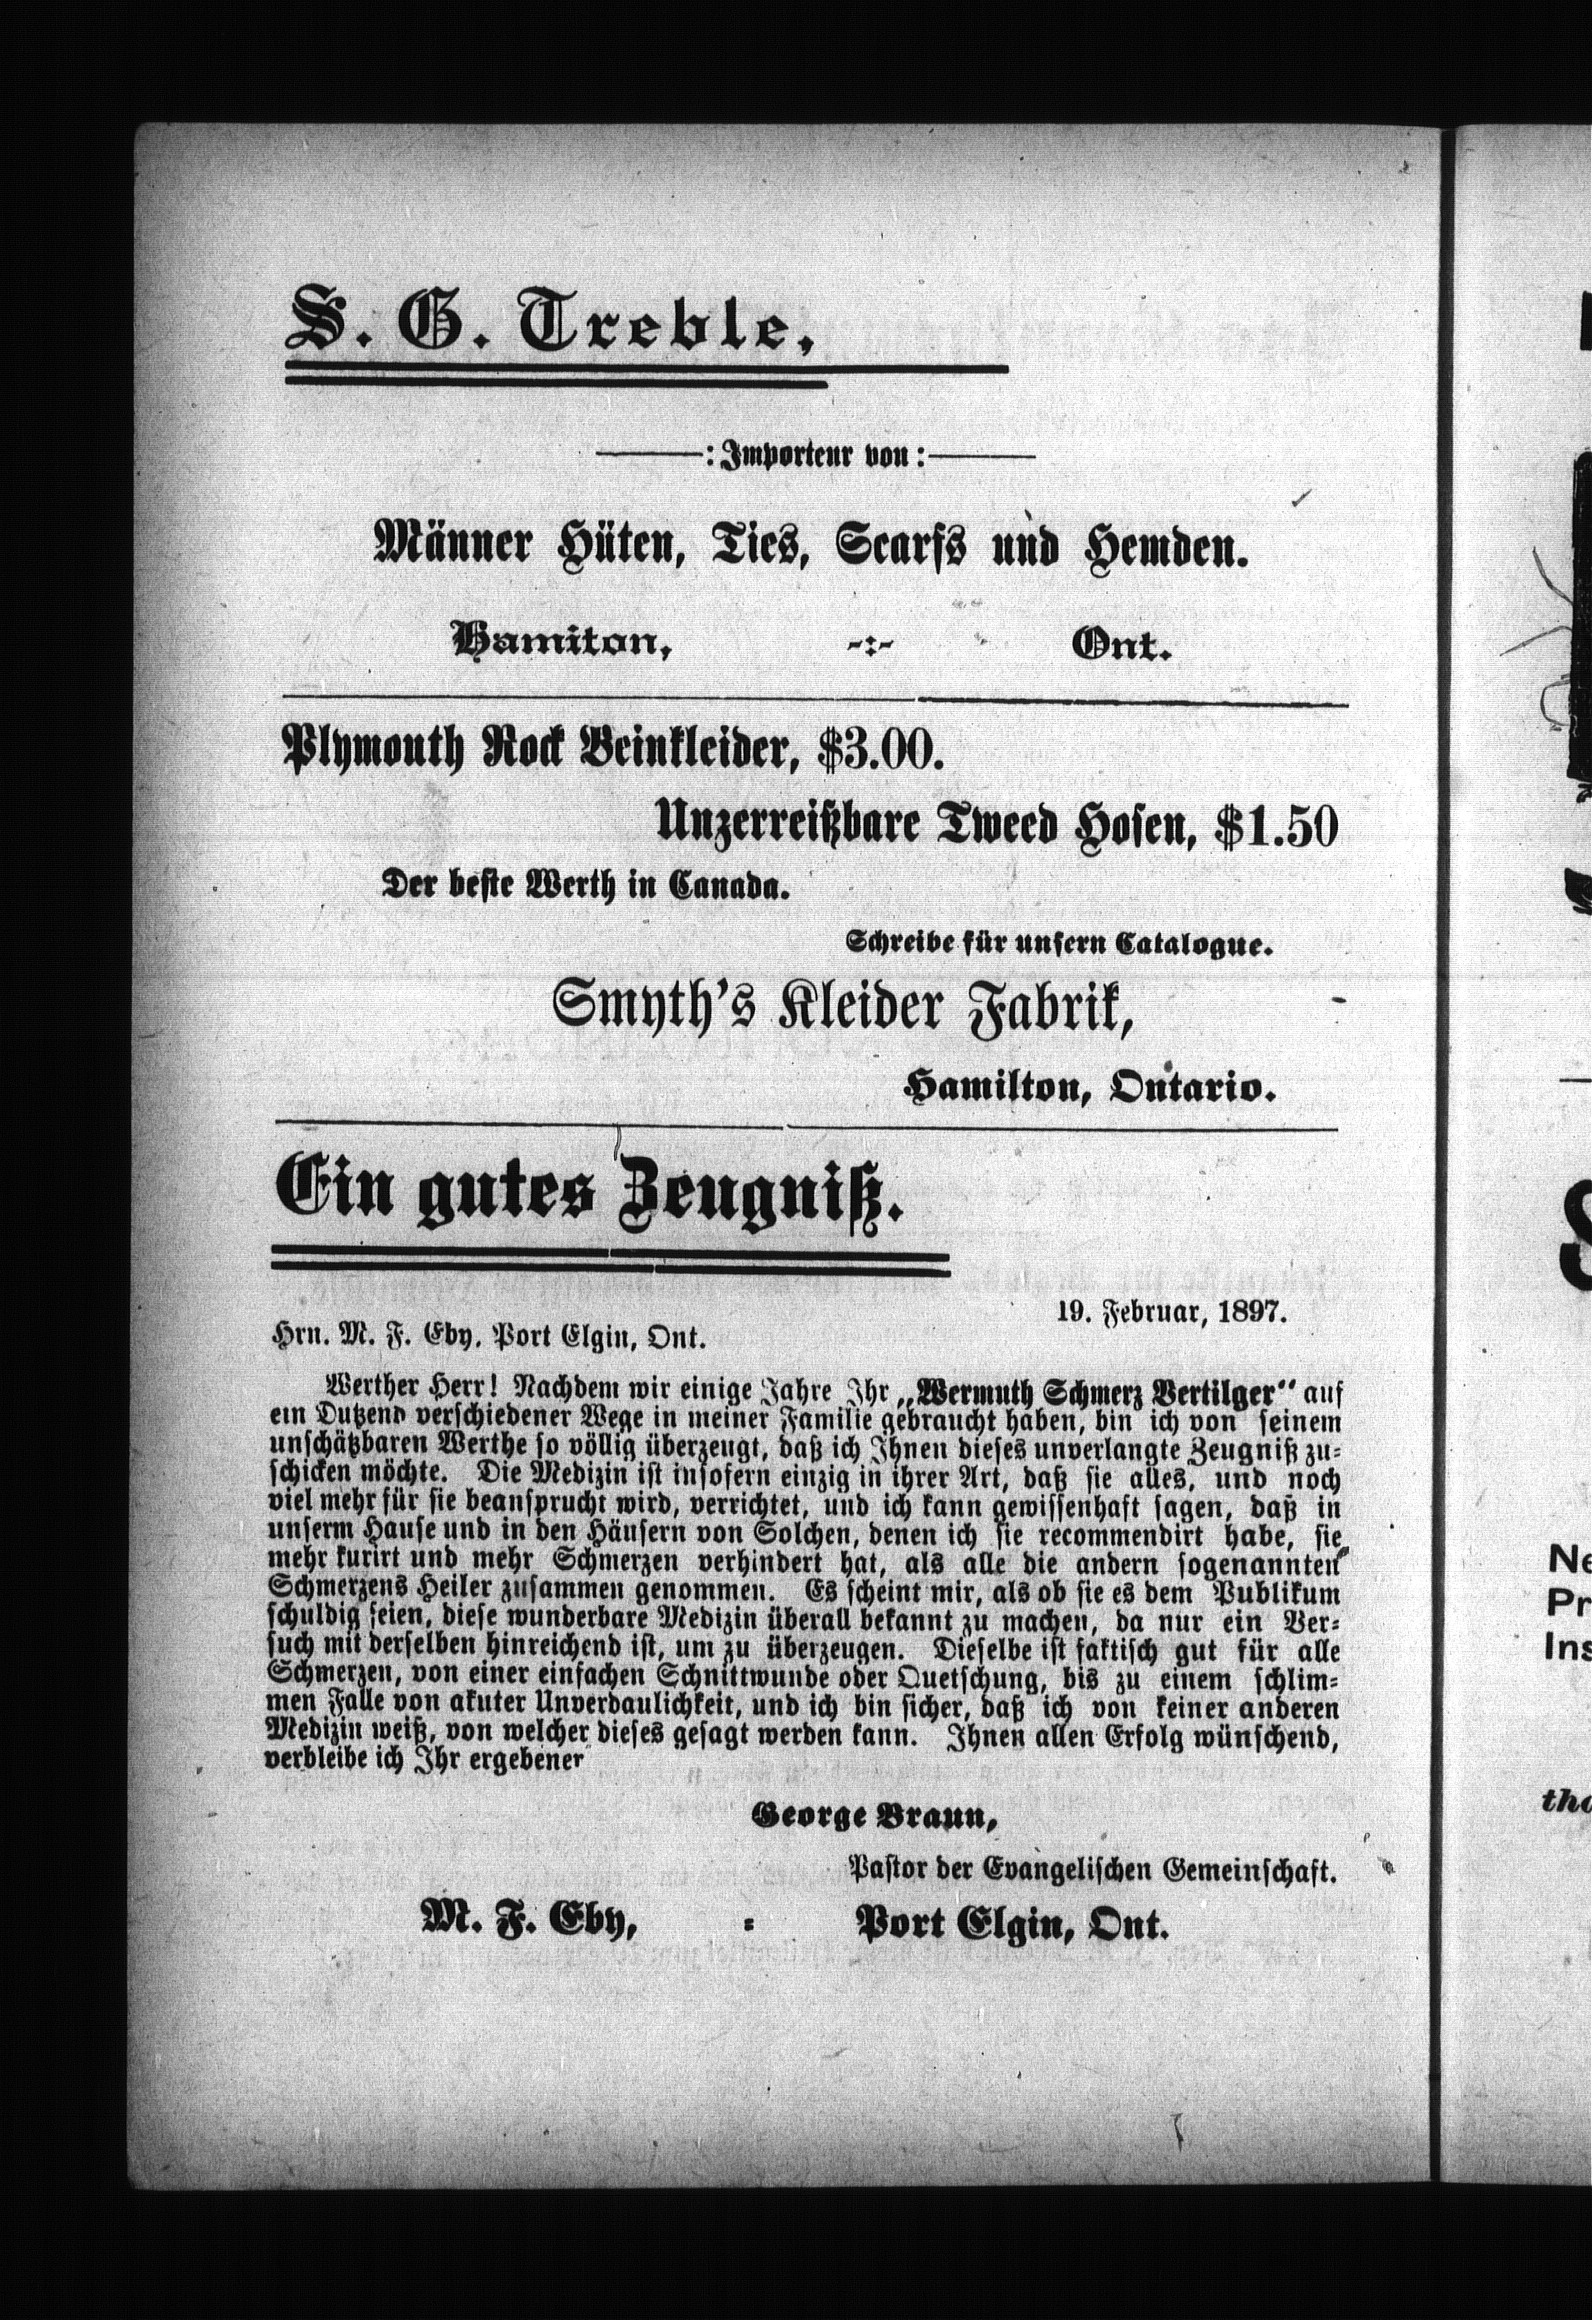 S. G. Treble,
:Importeur von:
Männer Hüten, Ties, Scarfs und Hemden.
Hamiton, -:- Ont.
Plymouth Rock Beinkleider, $3.00.
Unzerreißbare Tweed Hosen, $1.50
Der beste Werth in Canada.
Schreibe für unsern Catalogue.
Smyth's Kleider Fabrik,
Hamilton, Ontario.
Ein gutes Zeugniß.
19. Februar, 1897.
Hrn. M. F. Eby, Port Elgin, Ont.
Werther Herr! Nachdem wir einige Jahre Ihr „Wermuth Schmerz Vertilger“ auf
ein Dutzend verschiedener Wege in meiner Familie gebraucht haben, bin ich von seinem
unschätzbaren Werthe so völlig überzeugt, daß ich Ihnen dieses unverlangte Zeugniß zu-
schicken möchte. Die Medizin ist insofern einzig in ihrer Art, daß sie alles, und noch
viel mehr für sie beansprucht wird, verrichtet, und ich kann gewissenhaft sagen, daß in
unserm Hause und in den Häusern von Solchen, denen ich sie recommendirt habe, sie
mehr kurirt und mehr Schmerzen verhindert hat, als alle die andern sogenannten
Schmerzens Heiler zusammen genommen. Es scheint mir, als ob sie es dem Publikum
schuldig seien, diese wunderbare Medizin überall bekannt zu machen, da nur ein Ver-
such mit derselben hinreichend ist, um zu überzeugen. Dieselbe ist faktisch gut für alle
Schmerzen, von einer einfachen Schnittwunde oder Quetschung, bis zu einem schlim-
men Falle von akuter Unverdaulichkeit, und ich bin sicher, daß ich von keiner anderen
Medizin weiß, von welcher dieses gesagt werden kann. Ihnen allen Erfolg wünschend,
verbleibe ich Ihr ergebener
George Braun,
Pastor der Evangelischen Gemeinschaft.
M. F. Eby, - Port Elgin, Ont.